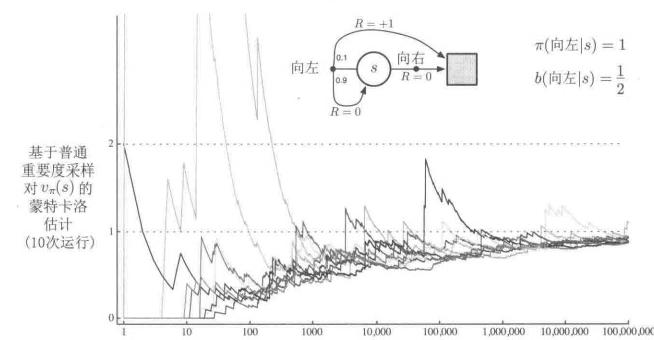 R = +1
0.1
向左
s
向右
R = 0
0.9
R = 0
π(向左|s) = 1
b(向左|s) = 1/2
基于普通
重要度采样
对 vπ(s) 的
蒙特卡洛
估计
(10次运行)
2
1
0
1
10
100
1000
10,000
100,000
1,000,000
10,000,000
100,000,000